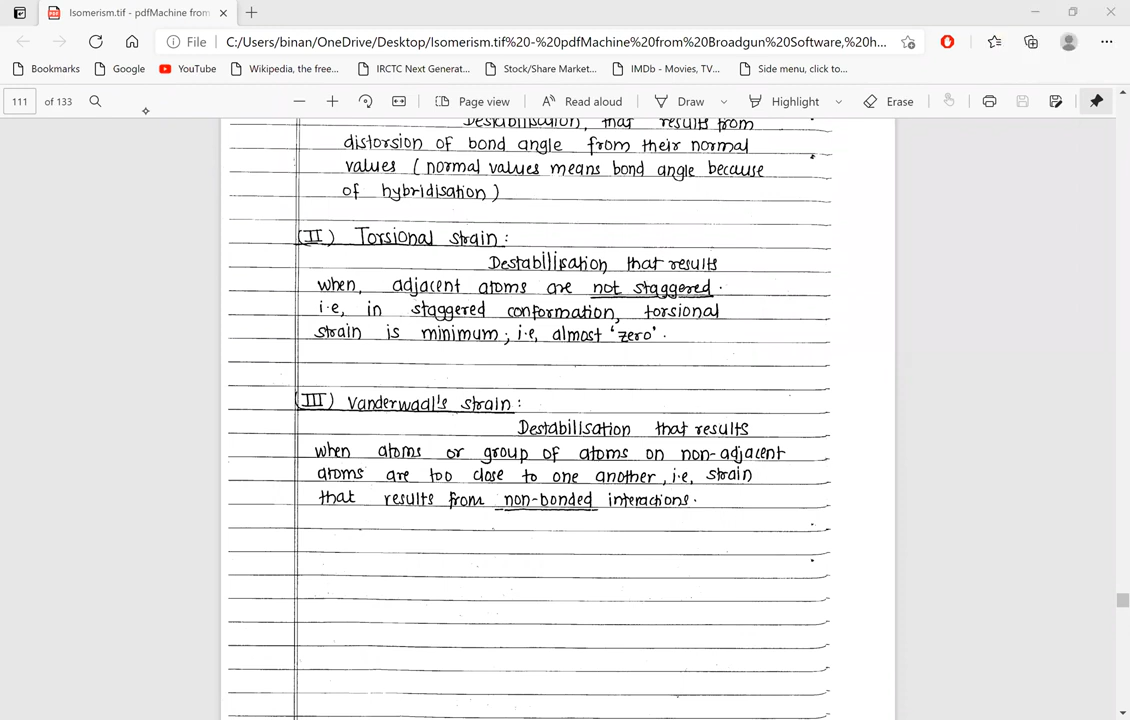 Isomerism.tif - pdfMachine from
File
C:/Users/binan/OneDrive/Desktop/Isomerism.tif%20-%20pdfMachine%20from%20Broadgun%20Software,%20h...
Bookmarks Google YouTube Wikipedia, the free... IRCTC Next Generat... Stock/Share Market... IMDb - Movies, TV... Side menu, click to...
111 of 133 Page view Read aloud Draw Highlight Erase
Destabilisation, that results from
distorsion of bond angle from their normal
values (normal values means bond angle because
of hybridisation)
(II) Torsional strain:
Destabilisation that results
when, adjacent atoms are not staggered.
i.e, in staggered conformation, torsional
strain is minimum; i.e, almost 'zero'.
(III) Vanderwaal's strain:
Destabilisation that results
when atoms or group of atoms on non-adjacent
atoms are too close to one another, i.e, strain
that results from non-bonded interactions.